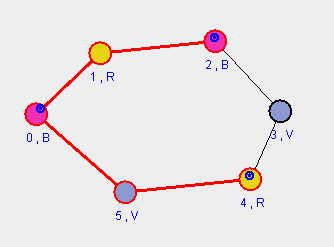 1, R
2, B
0, B
3, V
4, R
5, V